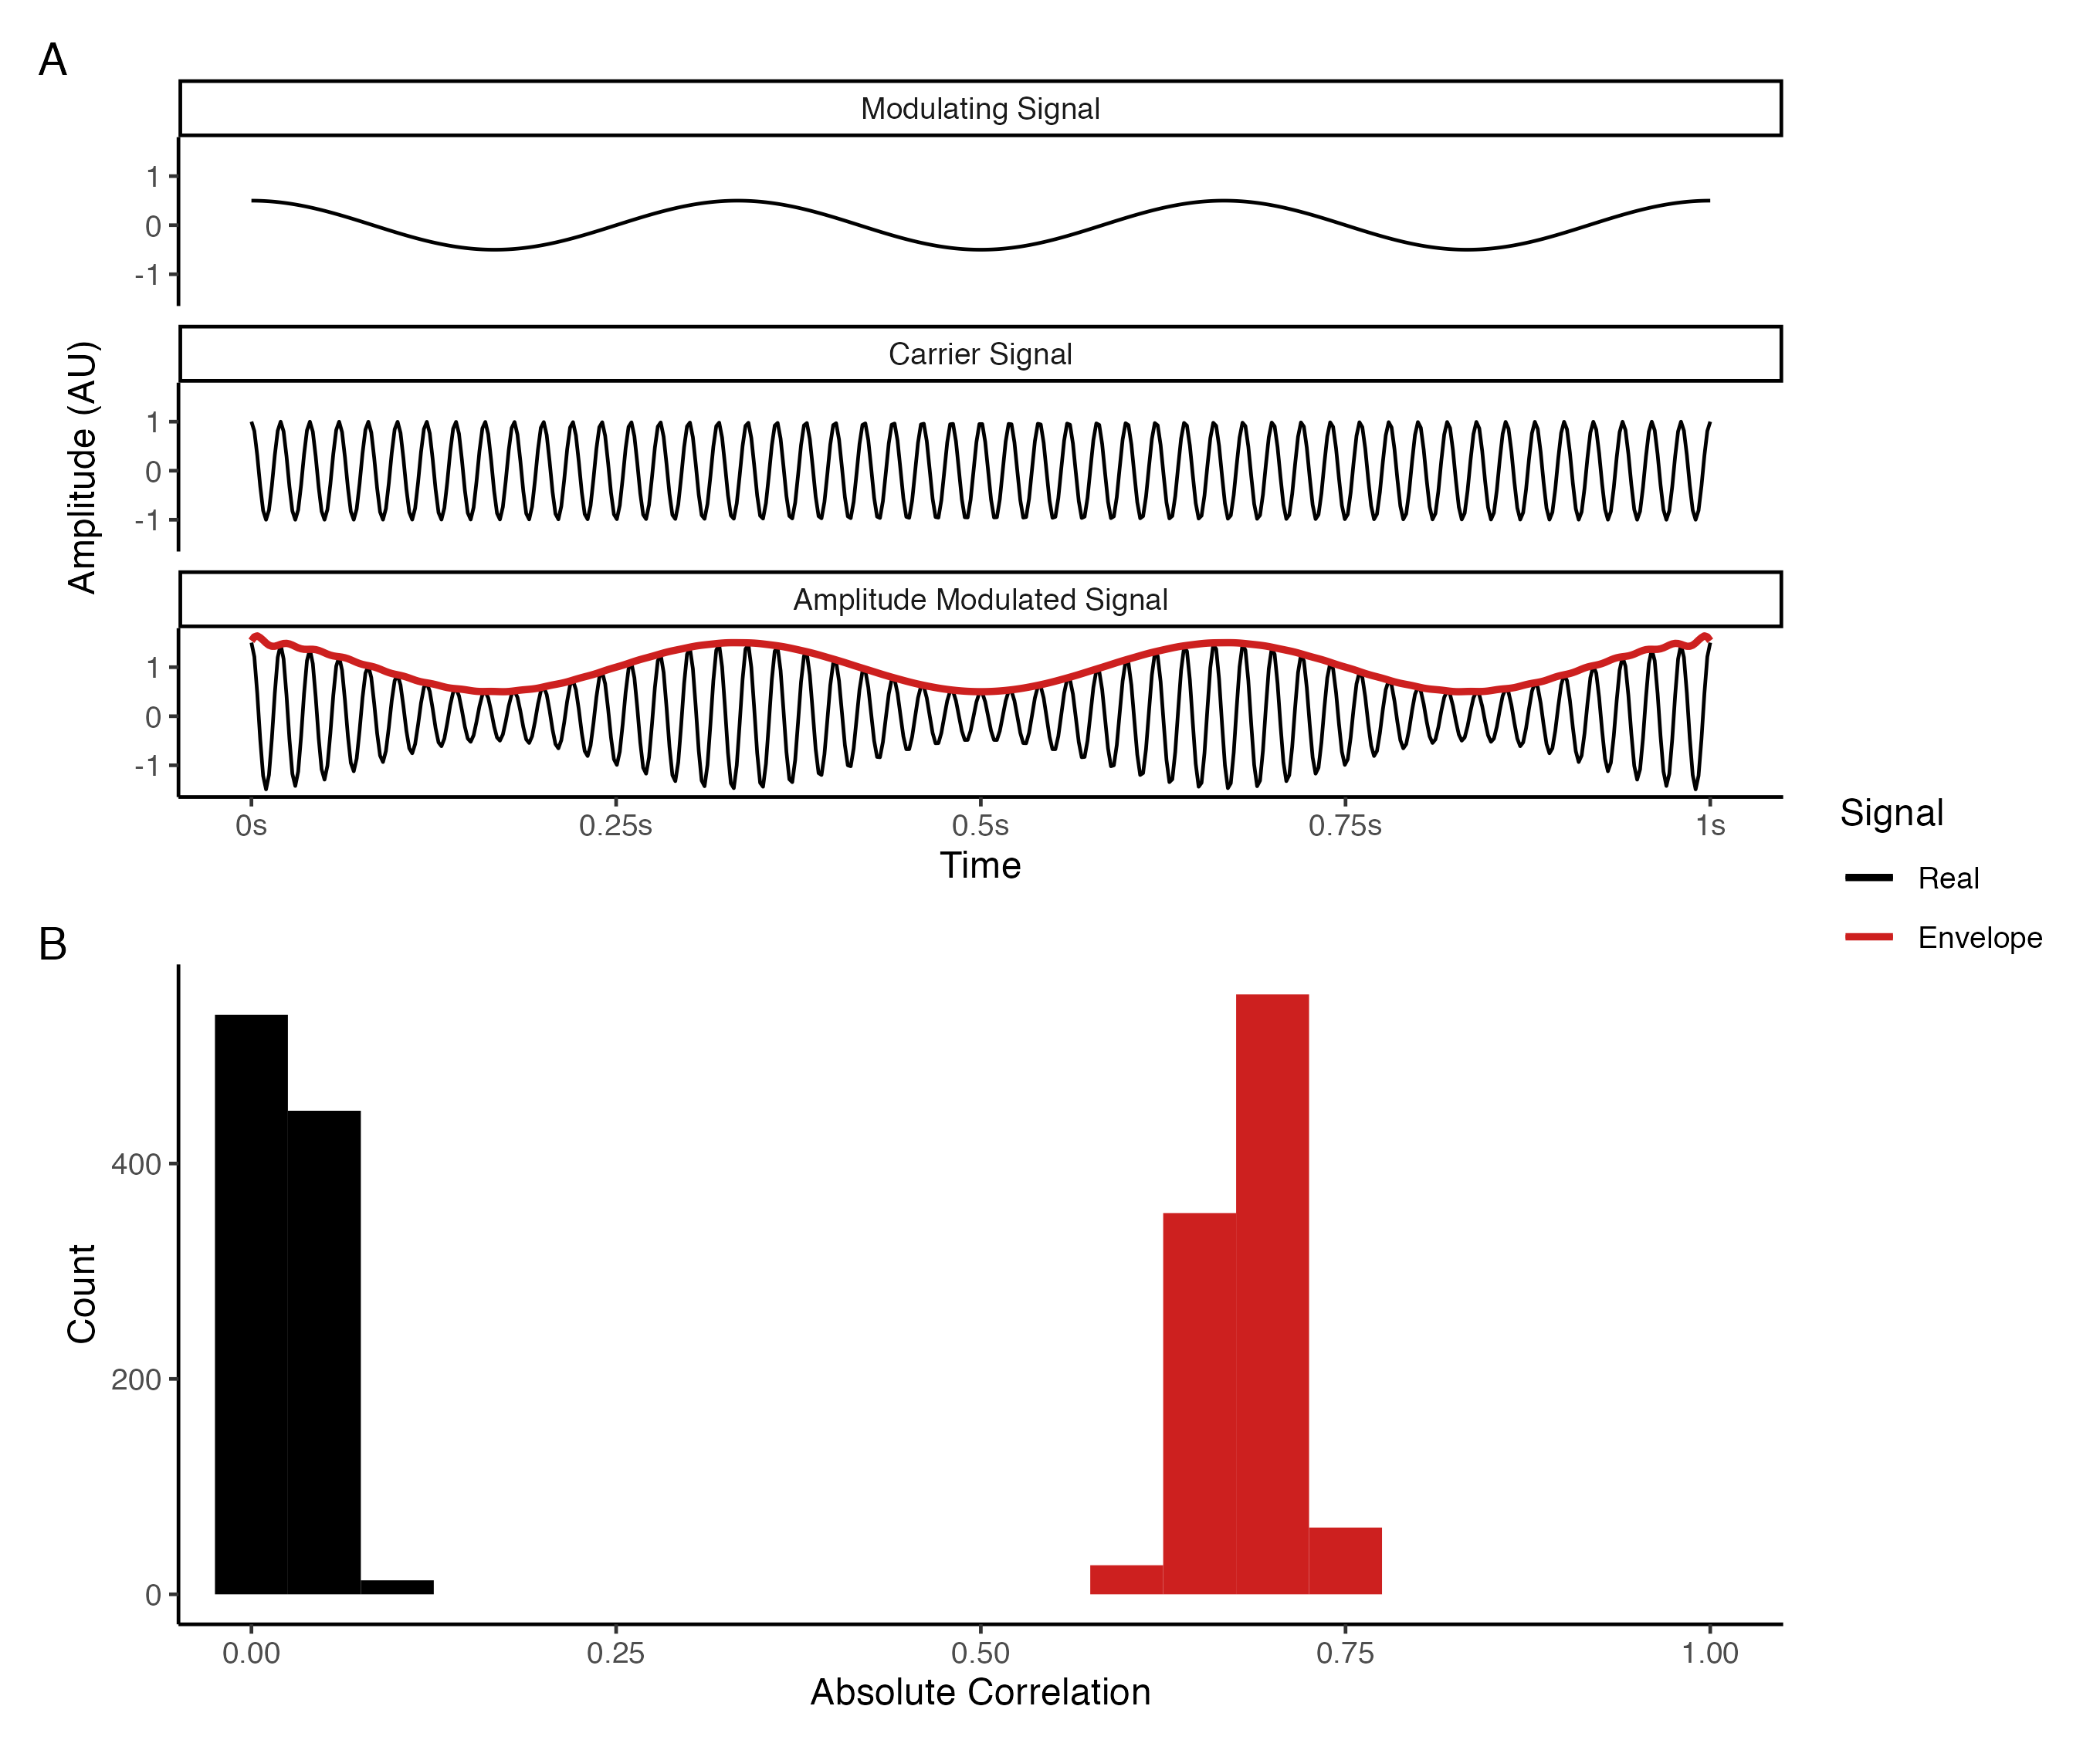 A
Modulating Signal
1
0
-1
Carrier Signal
1
0
-1
Amplitude (AU)
Amplitude Modulated Signal
1
0
-1
0s 0.25s 0.5s 0.75s 1s
Time
Signal
Real
Envelope
B
400
200
0
Count
0.00 0.25 0.50 0.75 1.00
Absolute Correlation